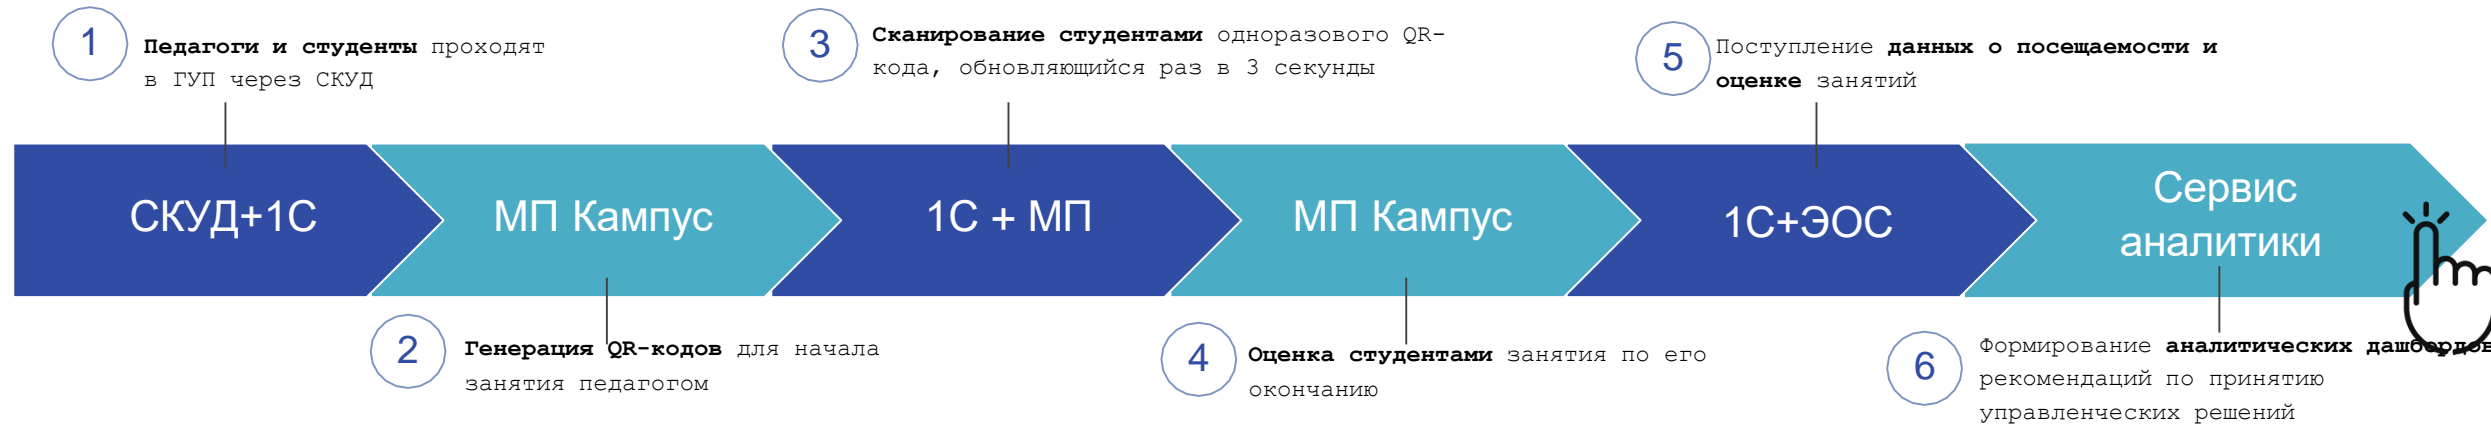 1
Педагоги и студенты проходят
в ГУП через СКУД
3
Сканирование студентами одноразового QR-
кода, обновляющийся раз в 3 секунды
5
Поступление данных о посещаемости и
оценке занятий
СКУД+1С
МП Кампус
1С + МП
МП Кампус
1С+ЭОС
Сервис
аналитики
2
Генерация QR-кодов для начала
занятия педагогом
4
Оценка студентами занятия по его
окончанию
6
Формирование аналитических дашбордов
рекомендаций по принятию
управленческих решений